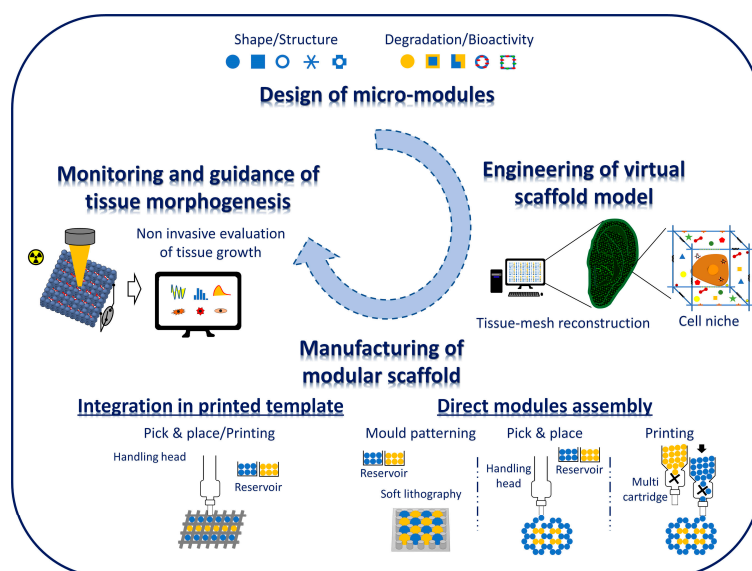 Shape/Structure
Degradation/Bioactivity
Design of micro-modules
Monitoring and guidance of
tissue morphogenesis
Non invasive evaluation
of tissue growth
Engineering of virtual
scaffold model
Tissue-mesh reconstruction
Cell niche
Manufacturing of
modular scaffold
Integration in printed template
Pick & place/Printing
Handling head
Reservoir
Direct modules assembly
Mould patterning
Reservoir
Soft lithography
Pick & place
Handling
head
Reservoir
Printing
Multi
cartridge